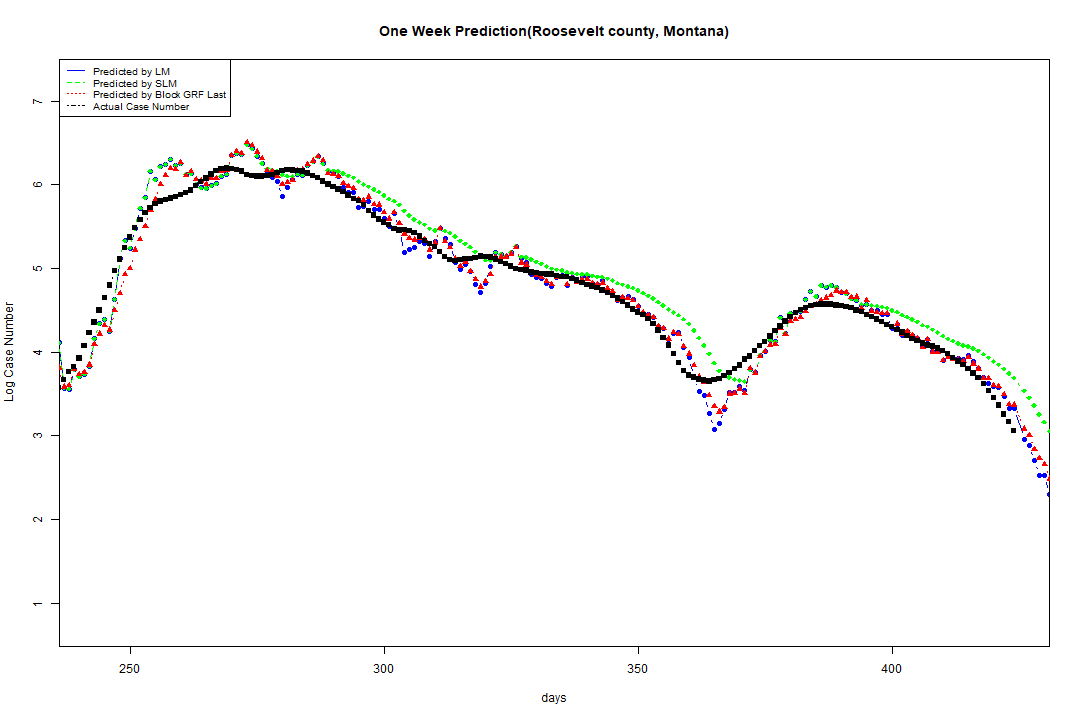 One Week Prediction(Roosevelt county, Montana)
Predicted by LM
Predicted by SLM
Predicted by Block GRF Last
Actual Case Number
7
6
5
4
3
2
1
Log Case Number
250 300 350 400
days